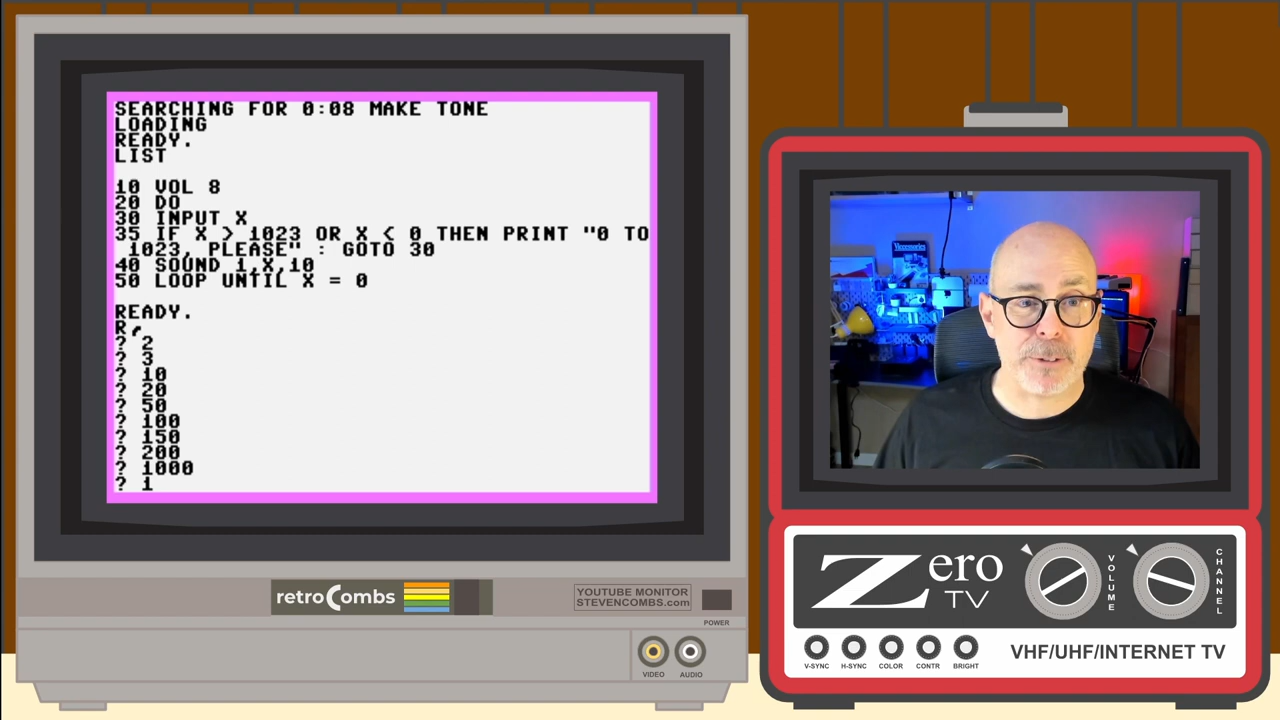 SEARCHING FOR 0:08 MAKE TONE
LOADING
READY.
LIST
10 VOL 8
20 DO
30 INPUT X
35 IF X > 1023 OR X < 0 THEN PRINT "0 TO
1023, PLEASE" : GOTO 30
40 SOUND 1,X,10
50 LOOP UNTIL X = 0
READY.
R
? 2
? 3
? 10
? 20
? 50
? 100
? 150
? 200
? 1000
? 1
retroCombs
YOUTUBE MONITOR
STEVENCOMBS.com
POWER
VIDEO
AUDIO
Zero
TV
VOLUME
CHANNEL
V-SYNC
H-SYNC
COLOR
CONTR
BRIGHT
VHF/UHF/INTERNET TV